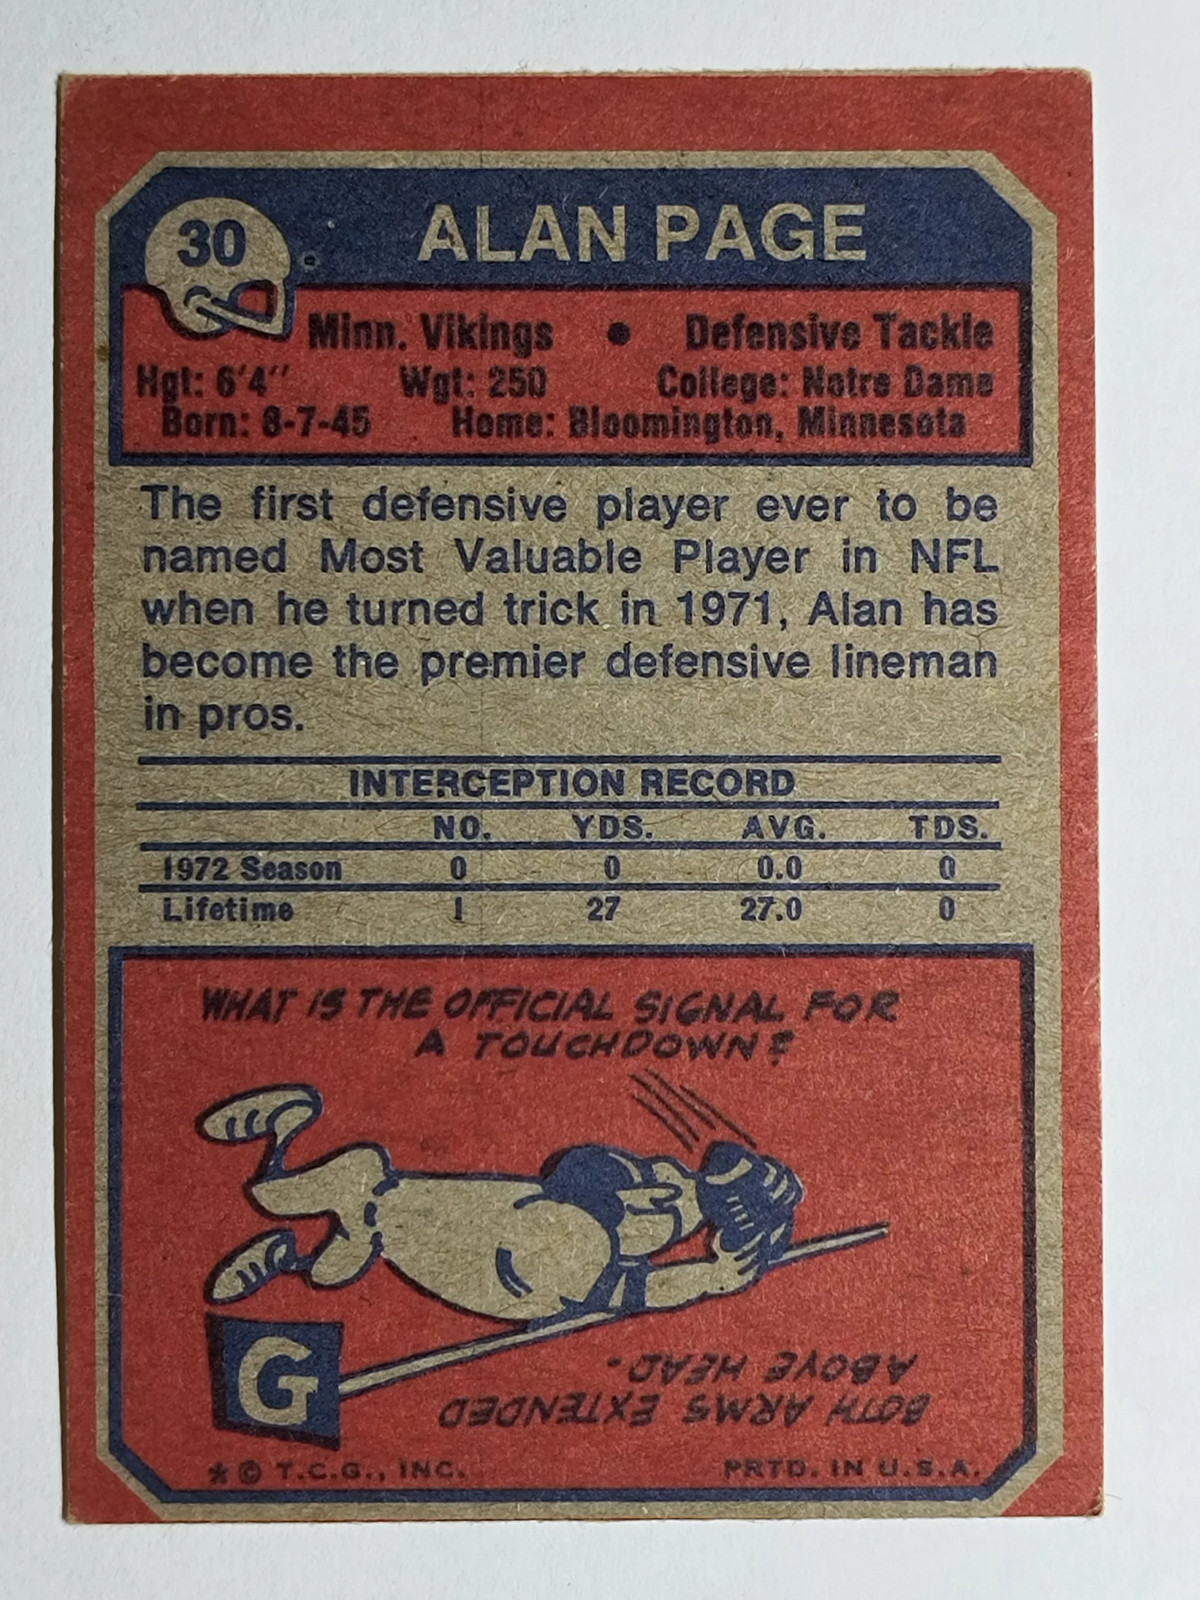 30
ALAN PAGE
Minn. Vikings • Defensive Tackle
Hgt: 6'4" Wgt: 250 College: Notre Dame
Born: 8-7-45 Home: Bloomington, Minnesota
The first defensive player ever to be
named Most Valuable Player in NFL
when he turned trick in 1971, Alan has
become the premier defensive lineman
in pros.
INTERCEPTION RECORD
NO. YDS. AVG. TDS.
1972 Season 0 0 0.0 0
Lifetime 1 27 27.0 0
WHAT IS THE OFFICIAL SIGNAL FOR
A TOUCHDOWN?
G
BOTH ARMS EXTENDED
ABOVE HEAD.
* © T.C.G., INC. PRTD. IN U.S.A.